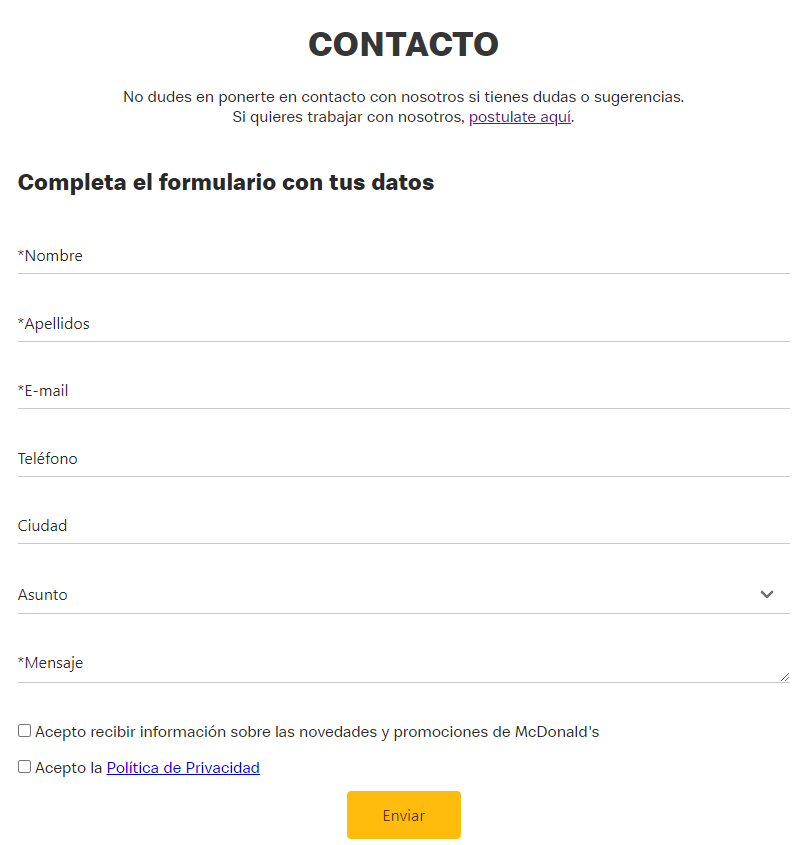 CONTACTO
No dudes en ponerte en contacto con nosotros si tienes dudas o sugerencias.
Si quieres trabajar con nosotros, postulate aquí.
Completa el formulario con tus datos
*Nombre
*Apellidos
*E-mail
Teléfono
Ciudad
Asunto
*Mensaje
Acepto recibir información sobre las novedades y promociones de McDonald's
Acepto la Política de Privacidad
Enviar